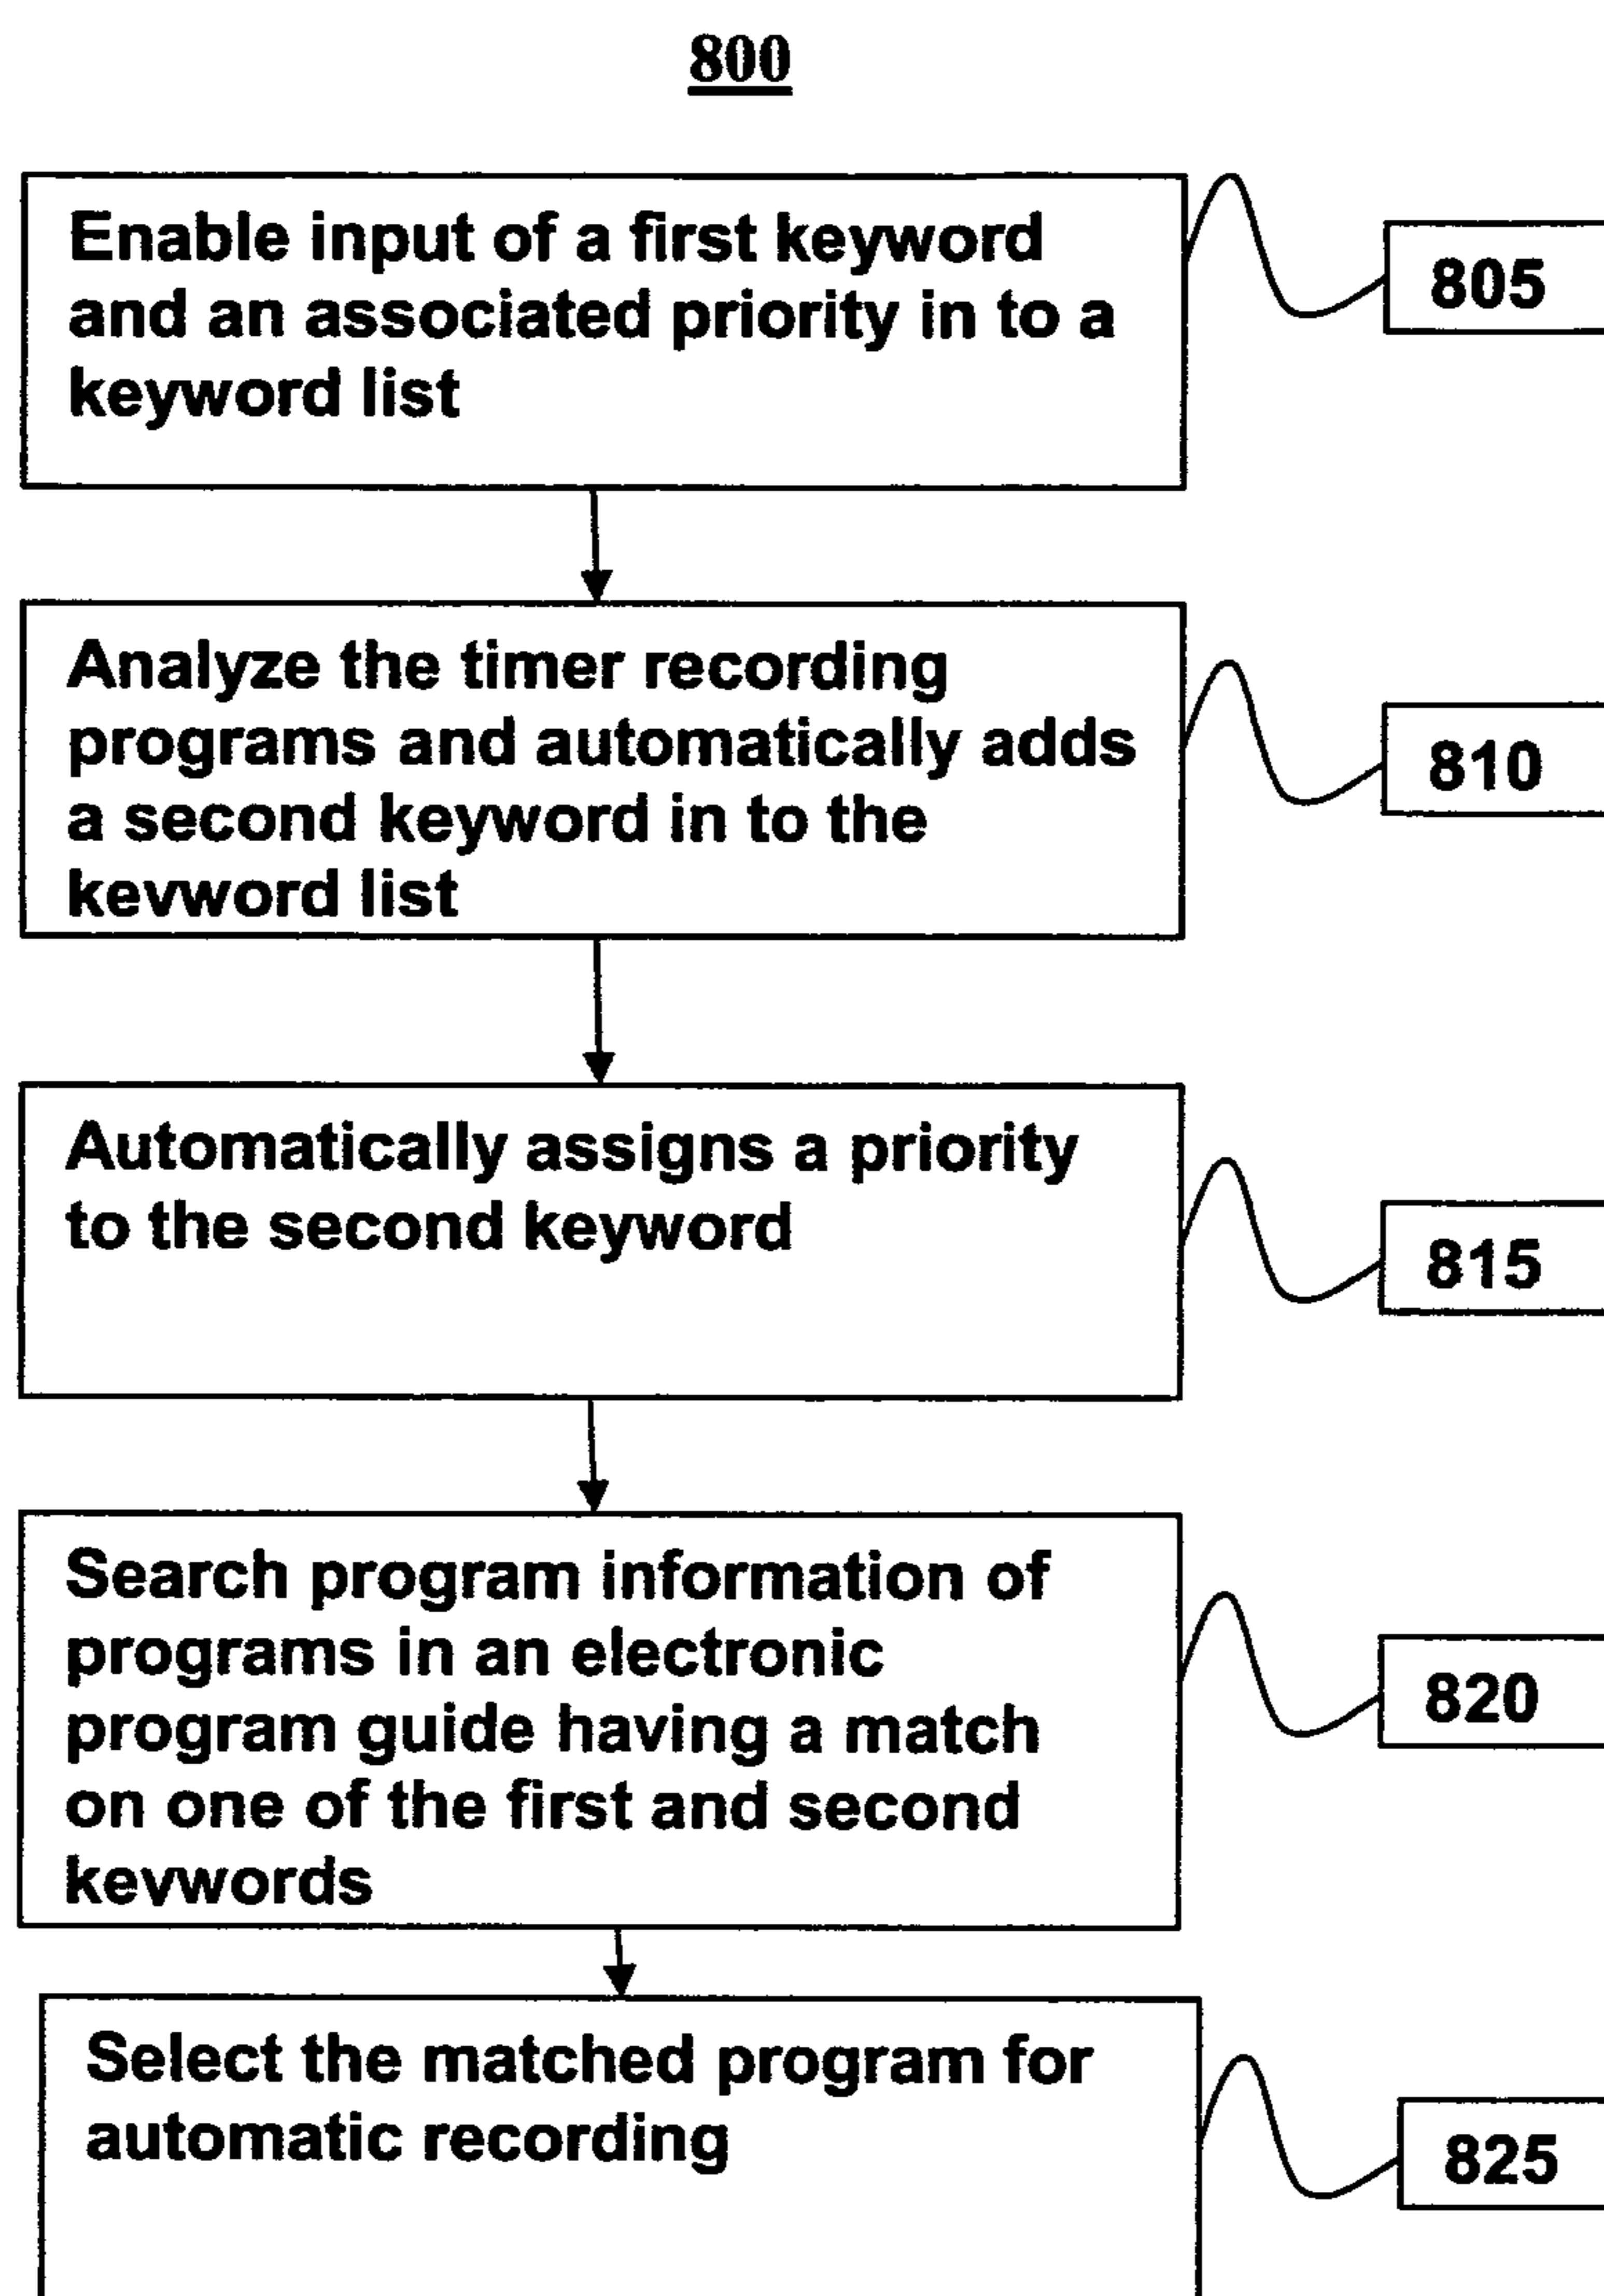 800
Enable input of a first keyword
and an associated priority in to a
keyword list
805
Analyze the timer recording
programs and automatically adds
a second keyword in to the
keyword list
810
Automatically assigns a priority
to the second keyword
815
Search program information of
programs in an electronic
program guide having a match
on one of the first and second
keywords
820
Select the matched program for
automatic recording
825